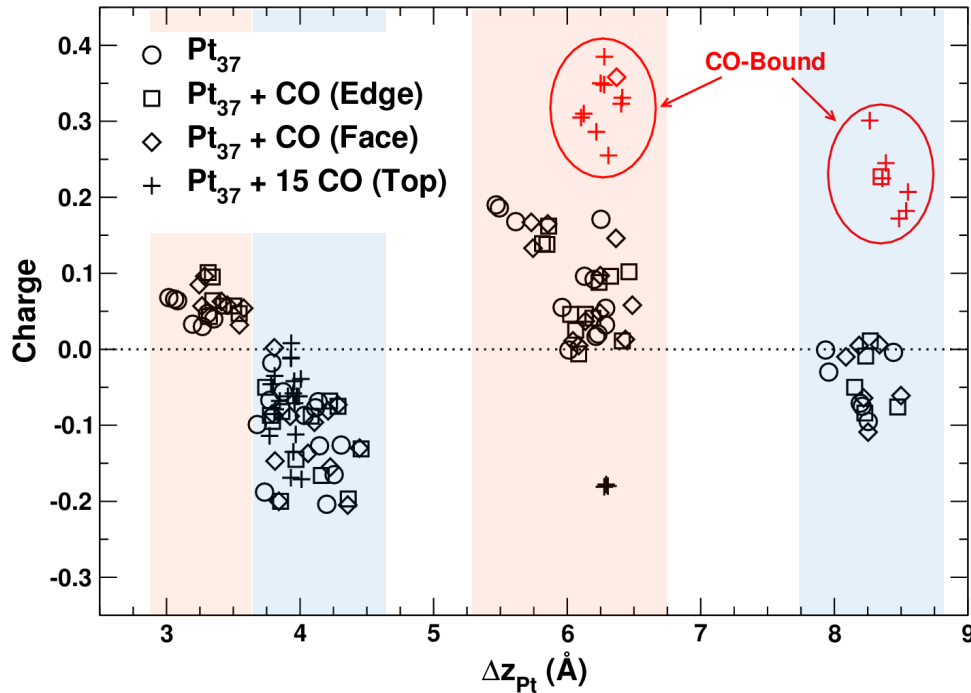 0.4
0.3
0.2
0.1
0.0
-0.1
-0.2
-0.3
Charge
Pt37
Pt37 + CO (Edge)
Pt37 + CO (Face)
Pt37 + 15 CO (Top)
CO-Bound
3 4 5 6 7 8 9
ΔzPt (Å)